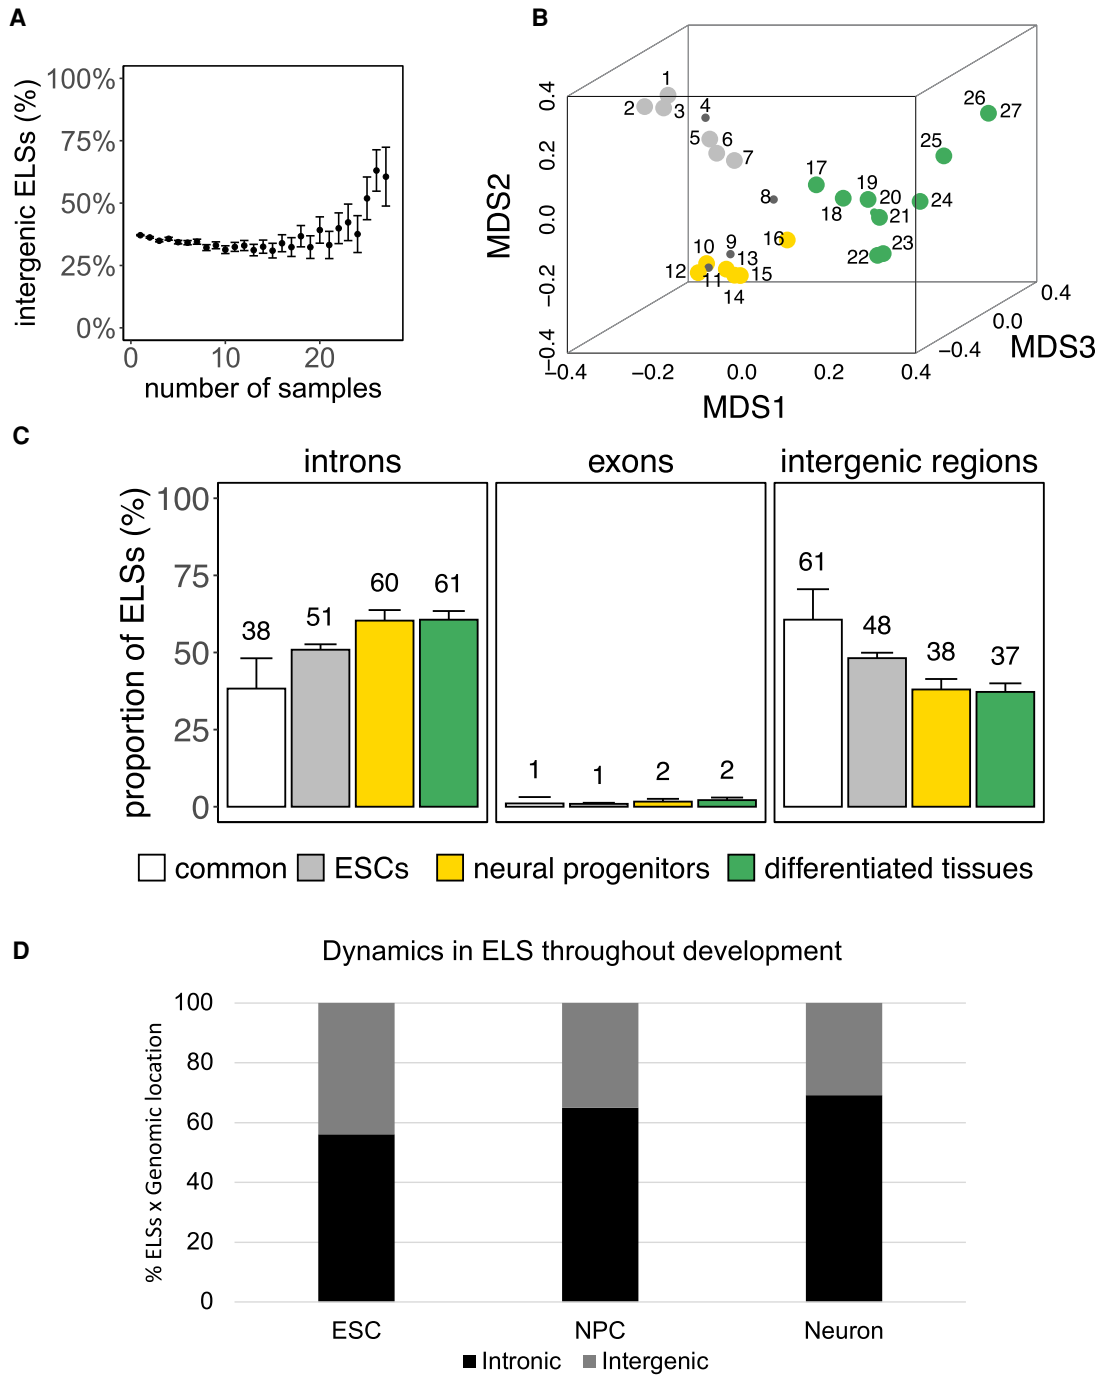 A
100%
75%
50%
25%
0%
intergenic ELSs (%)
0 10 20
number of samples
B
0.4
0.2
0.0
−0.2
−0.4
MDS2
−0.4 −0.2 0.0 0.2 0.4
MDS1
−0.4 0.0 0.4
MDS3
1
2 3 4
5 6 7
8
9
10
11
12
13
14
15
16
17
18
19
20
21
22
23
24
25
26
27
C
introns exons intergenic regions
proportion of ELSs (%)
100
75
50
25
0
38 51 60 61
1 1 2 2
61 48 38 37
common ESCs neural progenitors differentiated tissues
D
Dynamics in ELS throughout development
% ELSs x Genomic location
100
80
60
40
20
0
ESC NPC Neuron
Intronic Intergenic